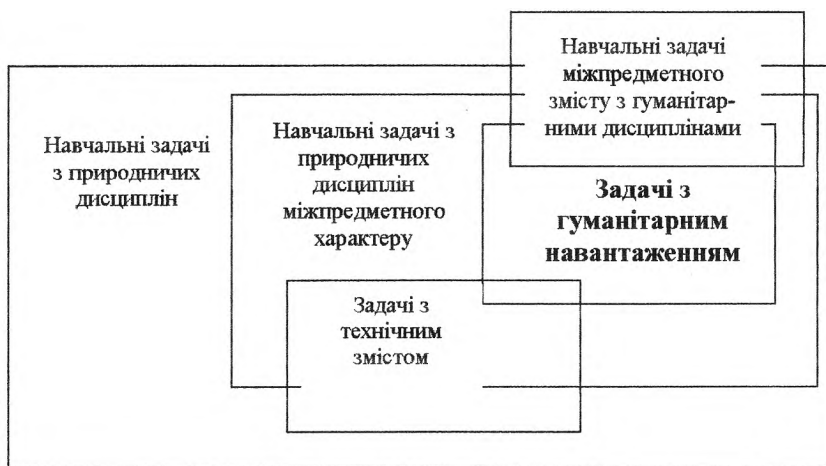 Навчальні задачі
міжпредметного
змісту з гуманітар-
ними дисциплінами
Навчальні задачі
з природничих
дисциплін
Навчальні задачі з
природничих
дисциплін
міжпредметного
характеру
Задачі з
гуманітарним
навантаженням
Задачі з
технічним
змістом